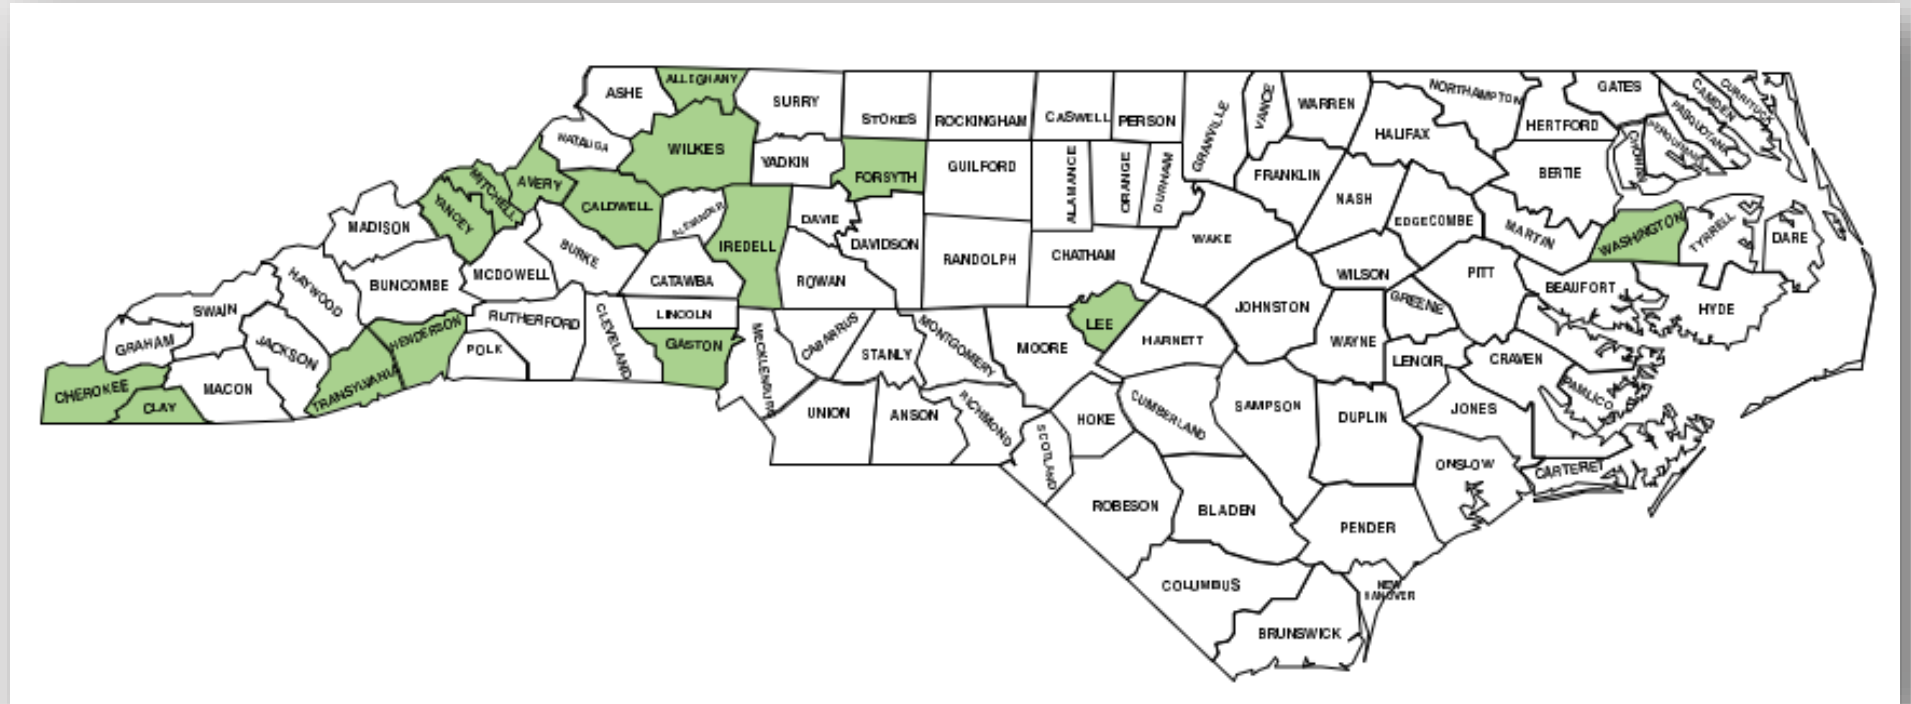 ALLEGHANY
ASHE
SURRY
STOKES
ROCKINGHAM
CASWELL
PERSON
GRANVILLE
VANCE
WARREN
NORTHAMPTON
GATES
CAMDEN
CURRITUCK
HERTFORD
PASQUOTANK
PERQUIMANS
CHOWAN
HALIFAX
WATAUGA
WILKES
YADKIN
FORSYTH
GUILFORD
ALAMANCE
ORANGE
DURHAM
FRANKLIN
NASH
BERTIE
MITCHELL
AVERY
CALDWELL
ALEXANDER
YANCEY
MADISON
IREDELL
DAVIE
DAVIDSON
RANDOLPH
CHATHAM
WAKE
EDGECOMBE
MARTIN
WASHINGTON
TYRRELL
DARE
BURKE
MCDOWELL
BUNCOMBE
HAYWOOD
CATAWBA
ROWAN
WILSON
PITT
BEAUFORT
HYDE
SWAIN
GRAHAM
JACKSON
HENDERSON
RUTHERFORD
POLK
CLEVELAND
LINCOLN
GASTON
MECKLENBURG
CABARRUS
STANLY
MONTGOMERY
MOORE
LEE
HARNETT
JOHNSTON
GREENE
WAYNE
LENOIR
CRAVEN
PAMLICO
CHEROKEE
CLAY
MACON
TRANSYLVANIA
UNION
ANSON
RICHMOND
SCOTLAND
HOKE
CUMBERLAND
SAMPSON
DUPLIN
JONES
ONSLOW
CARTERET
ROBESON
BLADEN
PENDER
COLUMBUS
NEW
HANOVER
BRUNSWICK